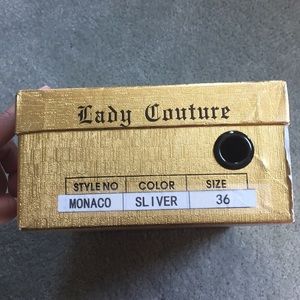 Lady Couture
STYLE NO COLOR SIZE
MONACO SLIVER 36